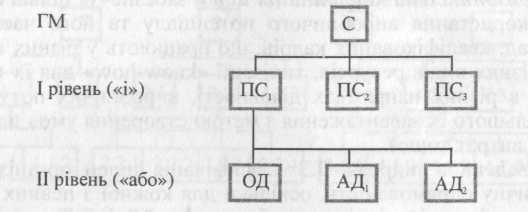 ГМ С
І рівень («і») ПС₁ ПС₂ ПС₃
ІІ рівень («або») ОД АД₁ АД₂